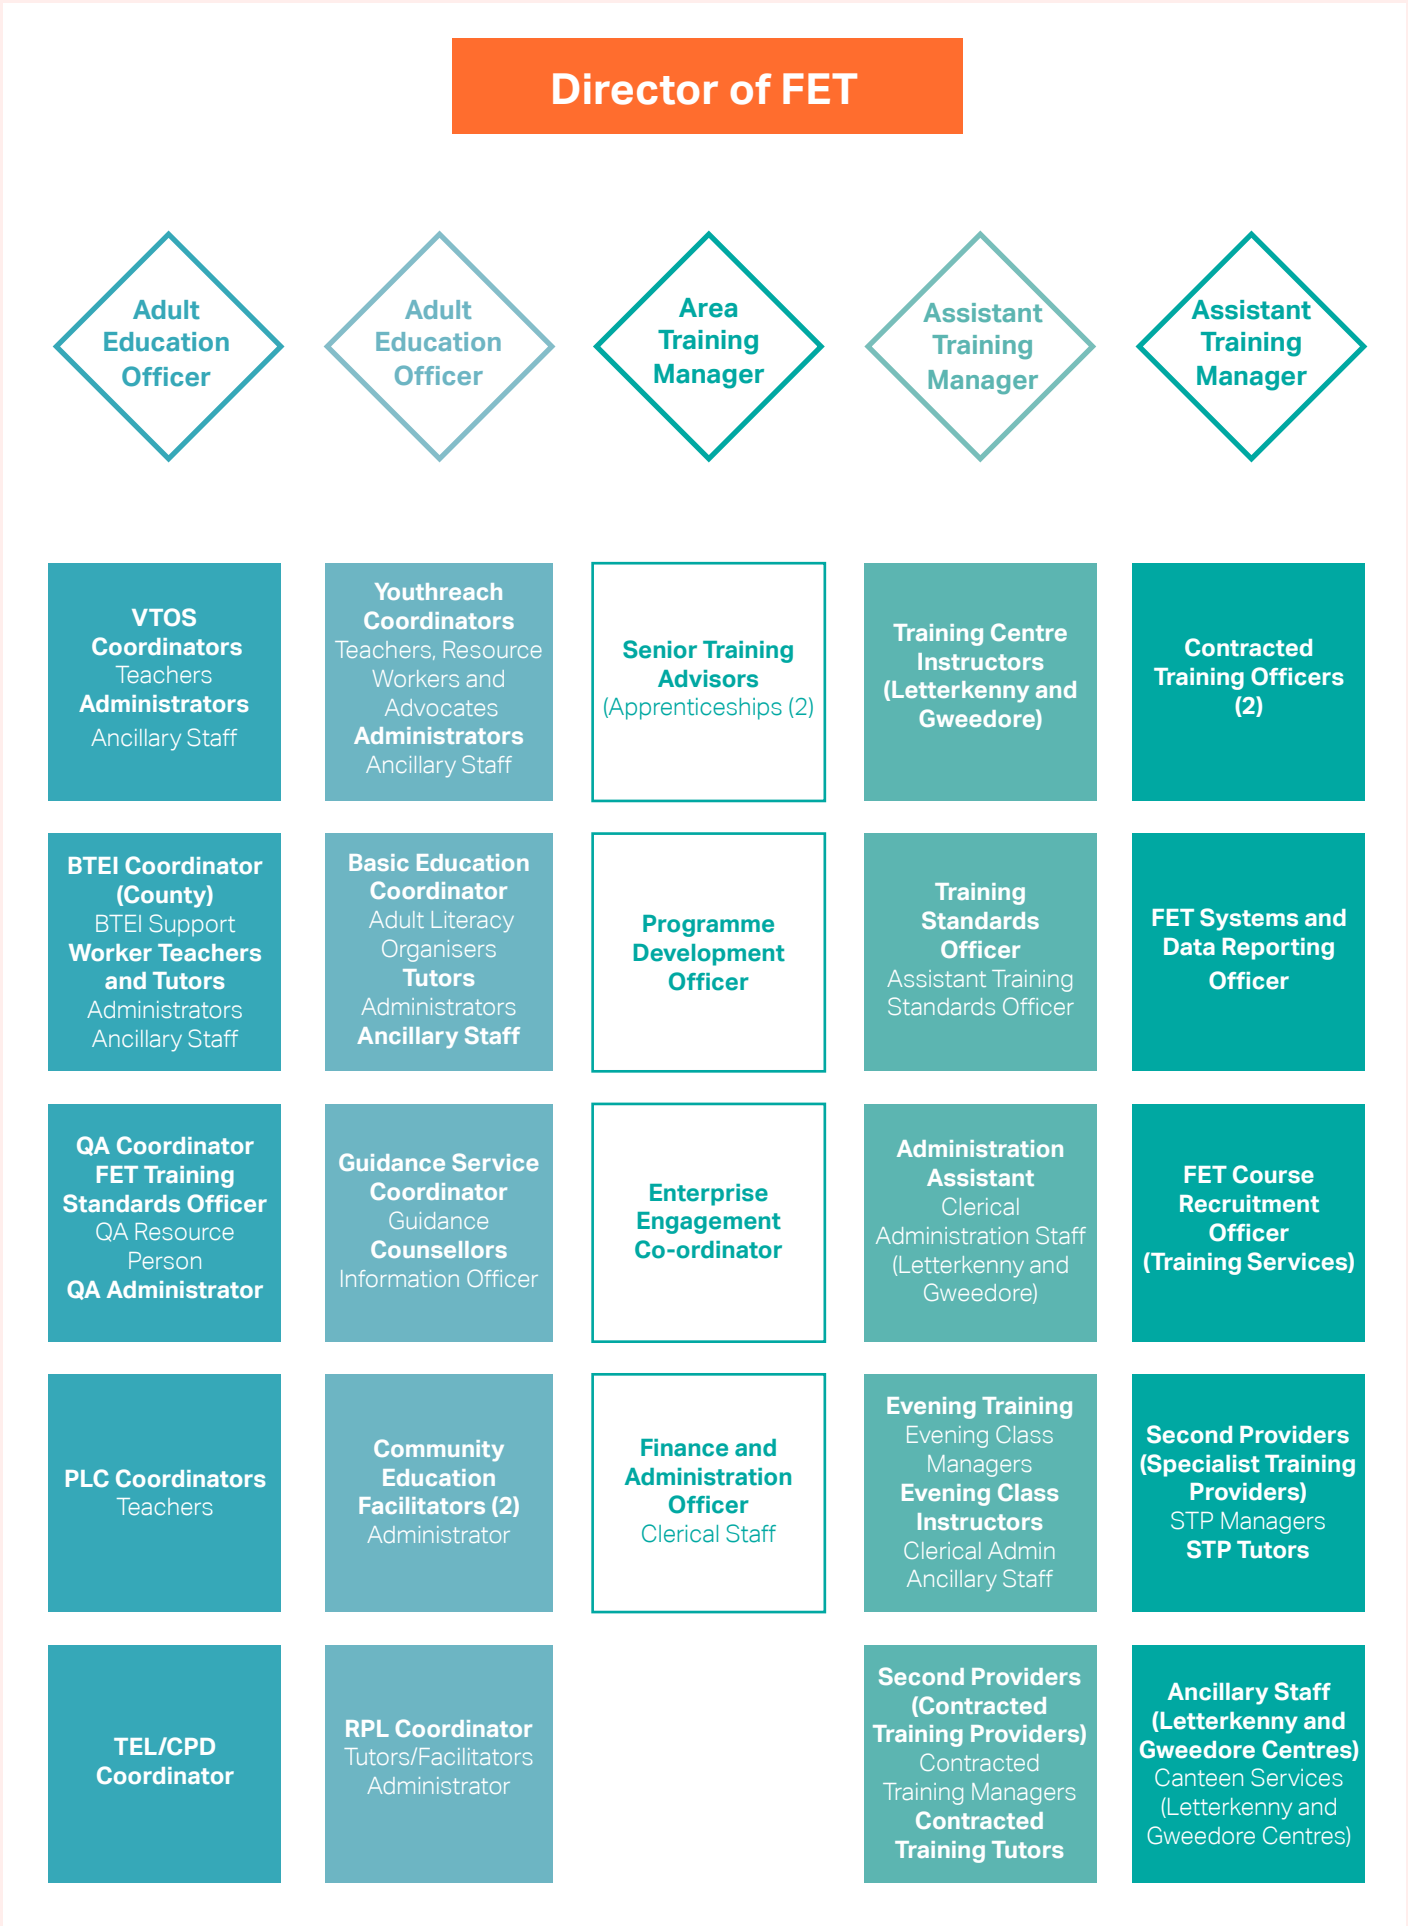 Director of FET
Adult
Education
Officer
Adult
Education
Officer
Area
Training
Manager
Assistant
Training
Manager
Assistant
Training
Manager
VTOS
Coordinators
Teachers
Administrators
Ancillary Staff
Youthreach
Coordinators
Teachers, Resource
Workers and
Advocates
Administrators
Ancillary Staff
Senior Training
Advisors
(Apprenticeships (2)
Training Centre
Instructors
(Letterkenny and
Gweedore)
Contracted
Training Officers
(2)
BTEI Coordinator
(County)
BTEI Support
Worker Teachers
and Tutors
Administrators
Ancillary Staff
Basic Education
Coordinator
Adult Literacy
Organisers
Tutors
Administrators
Ancillary Staff
Programme
Development
Officer
Training
Standards
Officer
Assistant Training
Standards Officer
FET Systems and
Data Reporting
Officer
QA Coordinator
FET Training
Standards Officer
QA Resource
Person
QA Administrator
Guidance Service
Coordinator
Guidance
Counsellors
Information Officer
Enterprise
Engagement
Co-ordinator
Administration
Assistant
Clerical
Administration Staff
(Letterkenny and
Gweedore)
FET Course
Recruitment
Officer
(Training Services)
PLC Coordinators
Teachers
Community
Education
Facilitators (2)
Administrator
Finance and
Administration
Officer
Clerical Staff
Evening Training
Evening Class
Managers
Evening Class
Instructors
Clerical Admin
Ancillary Staff
Second Providers
(Specialist Training
Providers)
STP Managers
STP Tutors
TEL/CPD
Coordinator
RPL Coordinator
Tutors/Facilitators
Administrator
Second Providers
(Contracted
Training Providers)
Contracted
Training Managers
Contracted
Training Tutors
Ancillary Staff
(Letterkenny and
Gweedore Centres)
Canteen Services
(Letterkenny and
Gweedore Centres)